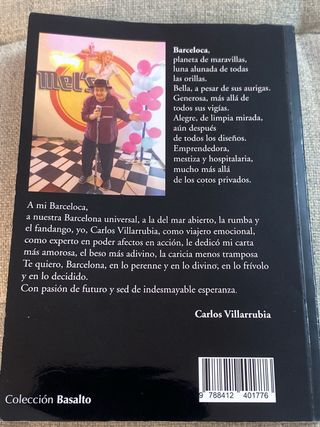 Mel's
Barceloca,
planeta de maravillas,
luna alunada de todas
las orillas.
Bella, a pesar de sus aurigas.
Generosa, más allá de
todos sus vigías.
Alegre, de limpia mirada,
aún después
de todos los diseños.
Emprendedora,
mestiza y hospitalaria,
mucho más allá
de los cotos privados.
A mi Barceloca,
a nuestra Barcelona universal, a la del mar abierto, la rumba y
el fandango, yo, Carlos Villarrubia, como viajero emocional,
como experto en poder afectos en acción, le dedicó mi carta
más amorosa, el beso más adivino, la caricia menos tramposa
Te quiero, Barcelona, en lo perenne y en lo divino, en lo frívolo
y en lo decidido.
Con pasión de futuro y sed de indesmayable esperanza.
Carlos Villarrubia
9 788412 401776
Colección Basalto